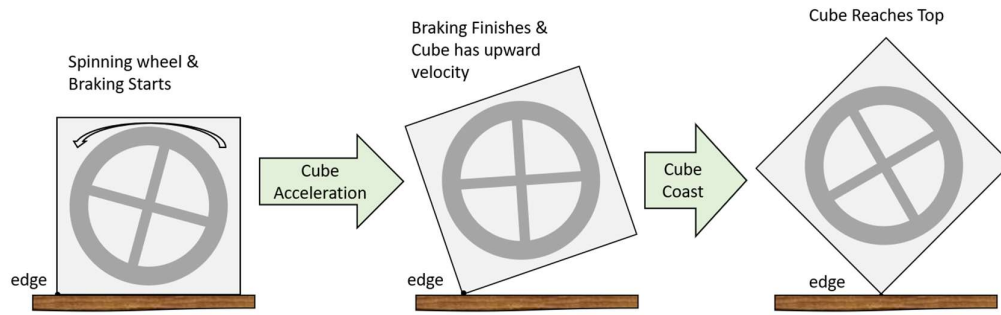 Spinning wheel &
Braking Starts
edge
Cube
Acceleration
Braking Finishes &
Cube has upward
velocity
edge
Cube
Coast
Cube Reaches Top
edge